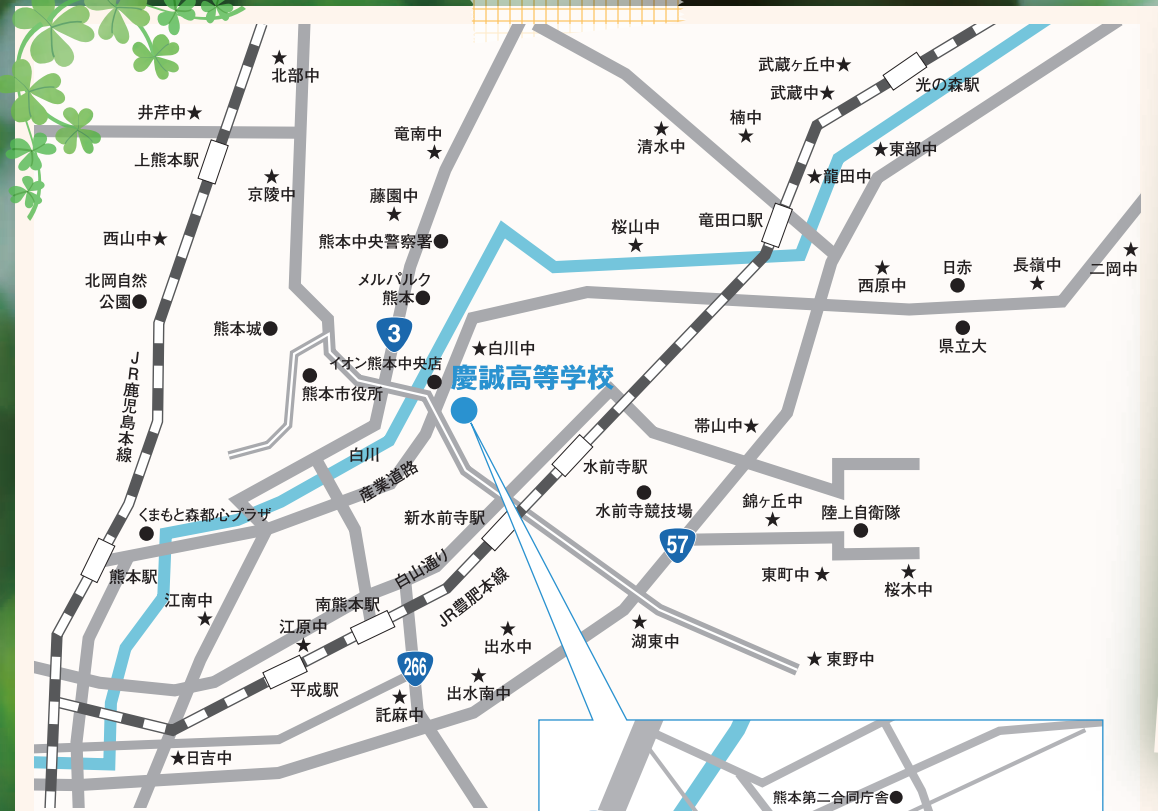 北部中
武蔵ヶ丘中★
光の森駅
武蔵中★
井芹中★
楠中
竜南中
清水中
★東部中
上熊本駅
京陵中
★龍田中
藤園中
竜田口駅
桜山中
西山中★
熊本中央警察署
西原中
日赤
長嶺中
二岡中
北岡自然
公園
メルパルク
熊本
熊本城
3
県立大
★白川中
イオン熊本中央店
慶誠高等学校
熊本市役所
JR鹿児島本線
帯山中★
白川
産業道路
水前寺駅
水前寺競技場
錦ヶ丘中
陸上自衛隊
くまもと森都心プラザ
新水前寺駅
57
熊本駅
白山通り
JR豊肥本線
東町中★
桜木中
江南中
南熊本駅
江原中
出水中
湖東中
★東野中
266
平成駅
出水南中
託麻中
★日吉中
熊本第二合同庁舎